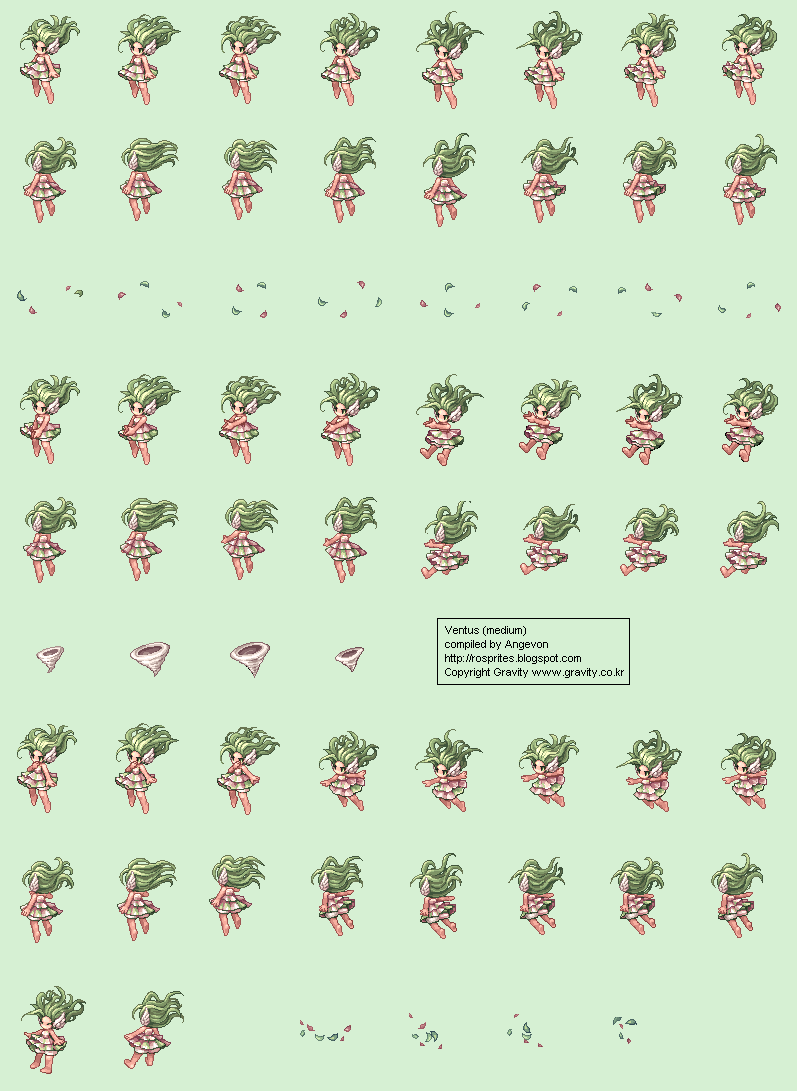 Ventus (medium)
compiled by Angevon
http://rosprites.blogspot.com
Copyright Gravity www.gravity.co.kr